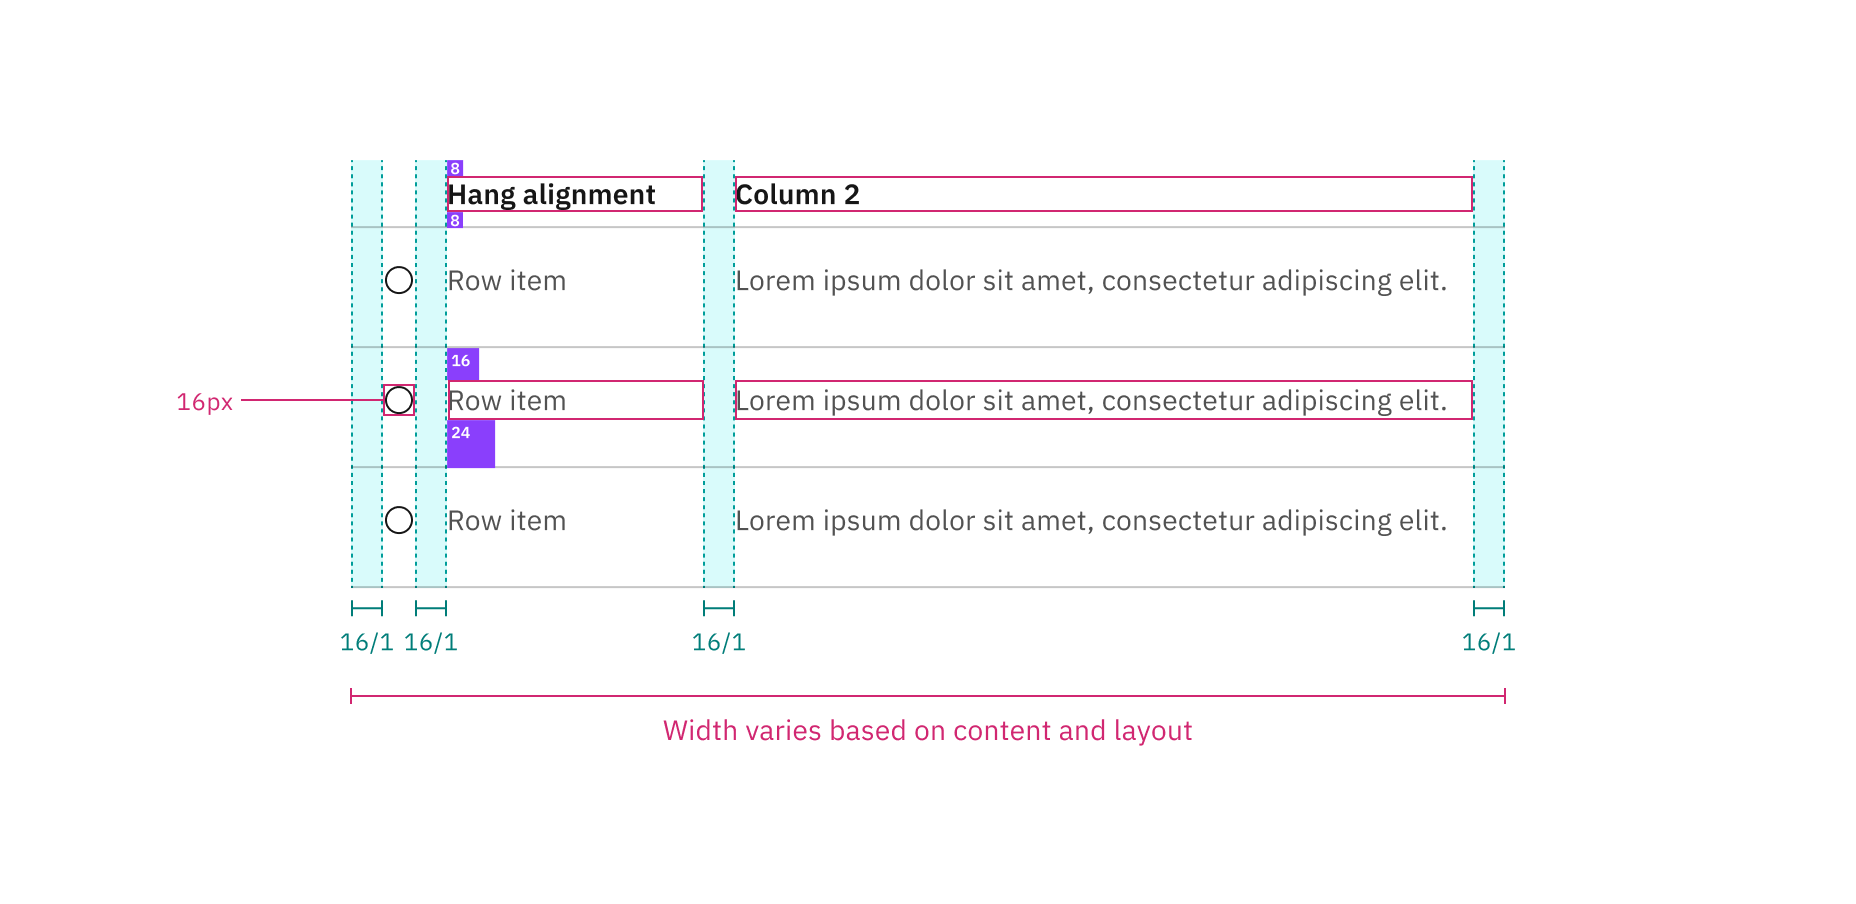 8
Hang alignment Column 2
8
Row item Lorem ipsum dolor sit amet, consectetur adipiscing elit.
16
16px Row item Lorem ipsum dolor sit amet, consectetur adipiscing elit.
24
Row item Lorem ipsum dolor sit amet, consectetur adipiscing elit.
16/1 16/1 16/1 16/1
Width varies based on content and layout